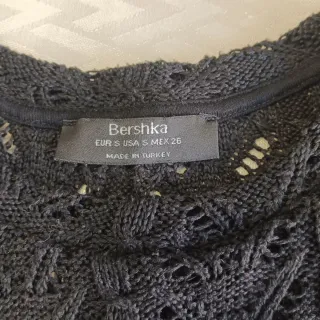 Bershka
EUR S USA S MEX 26
MADE IN TURKEY